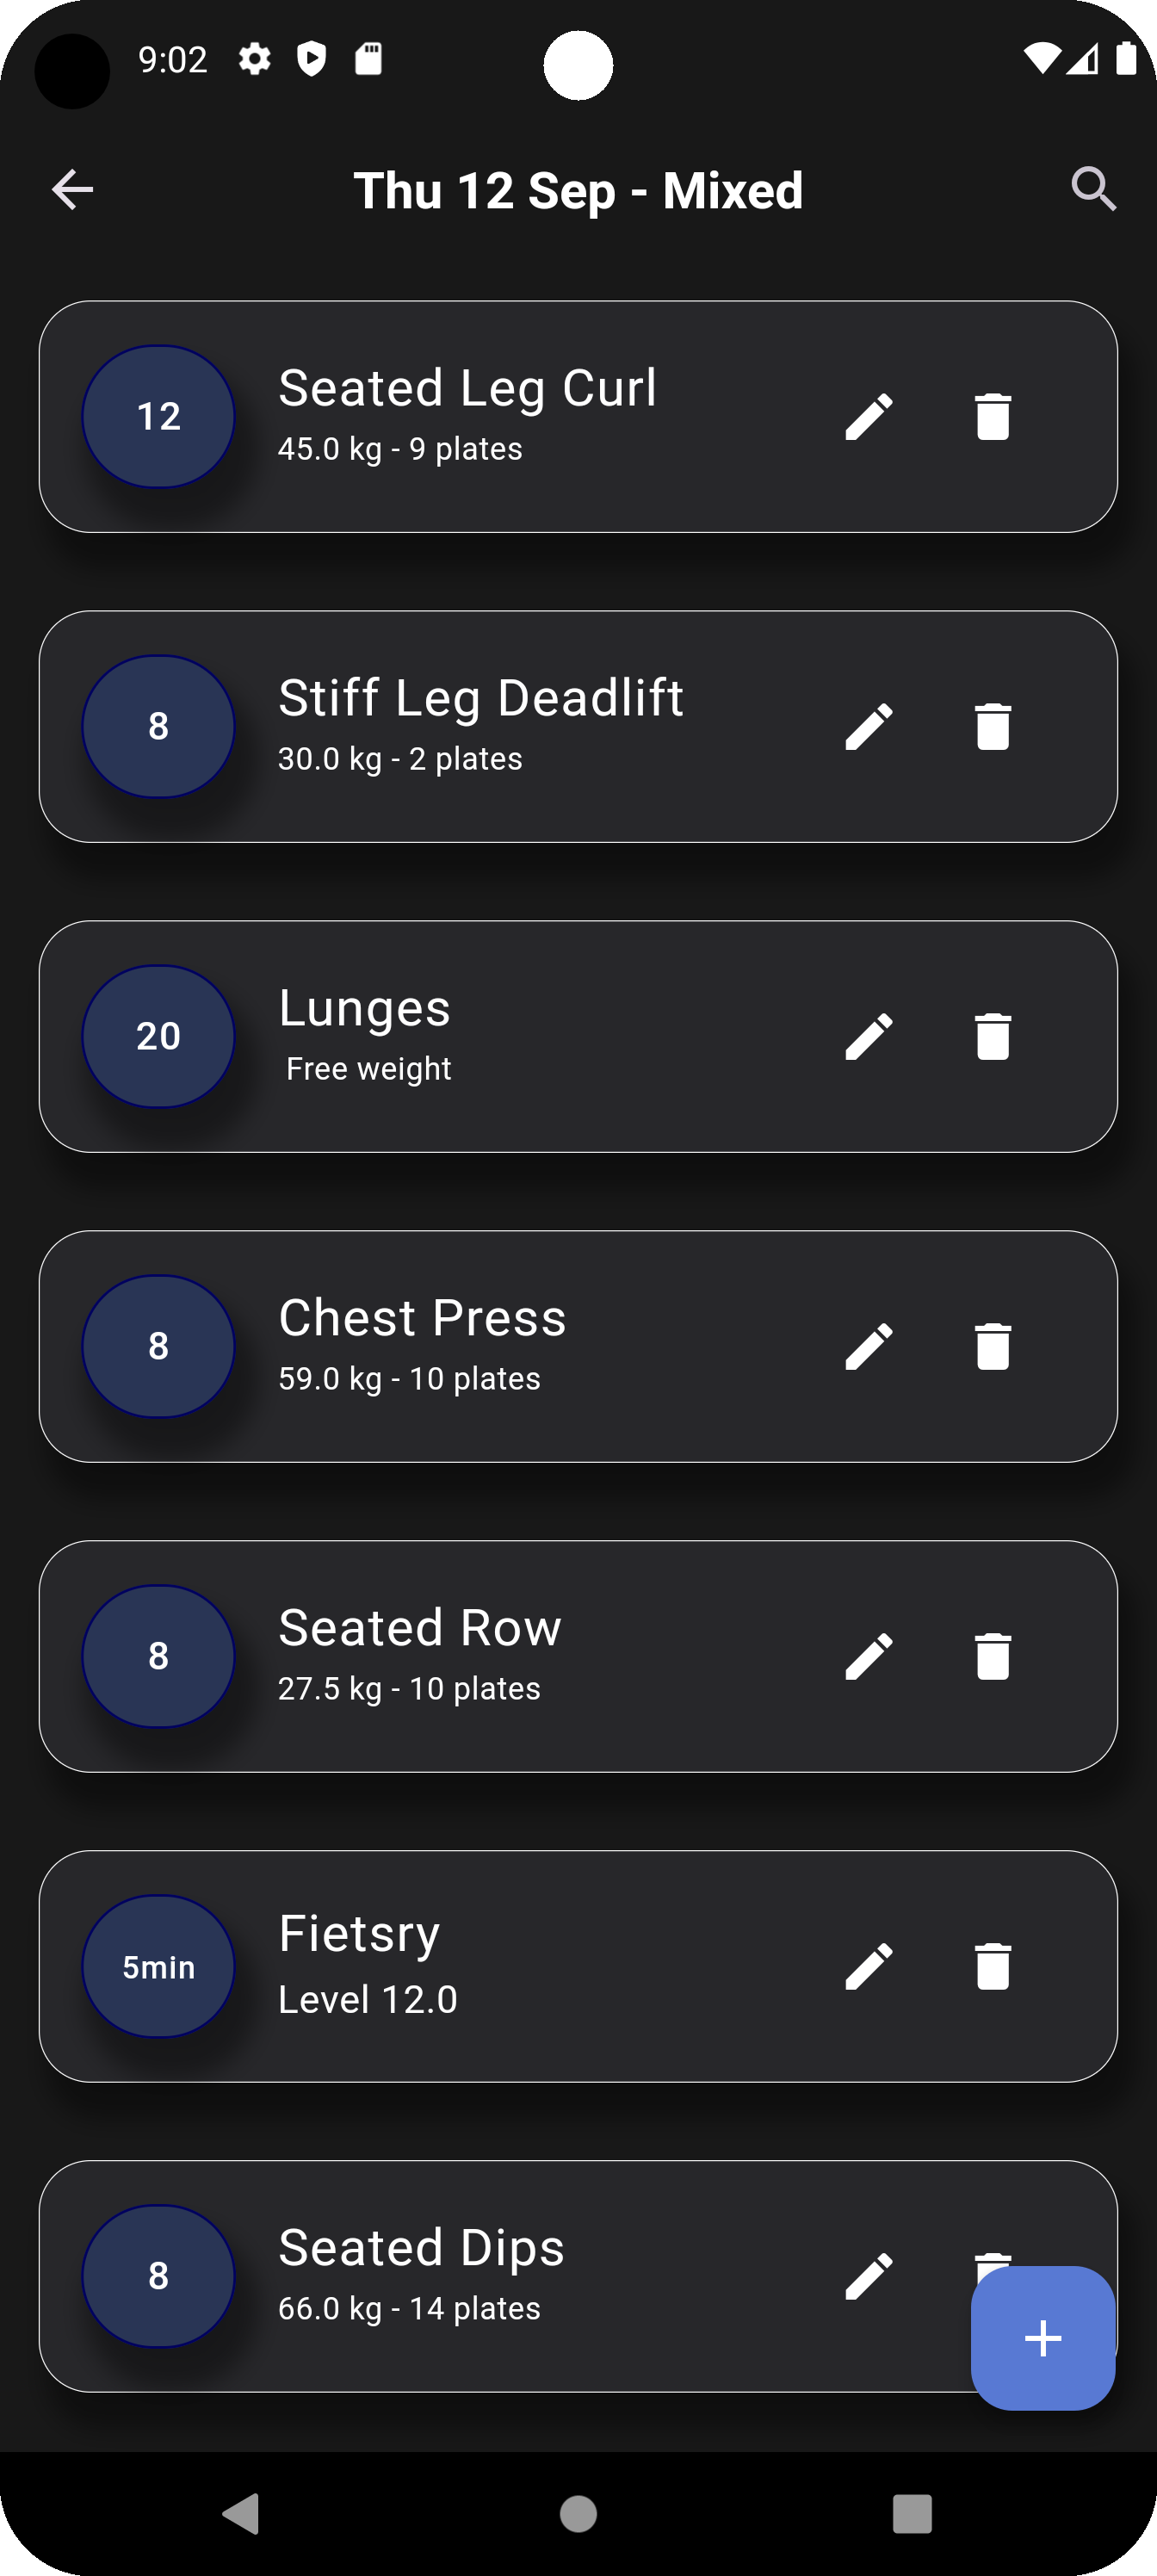 9:02
Thu 12 Sep - Mixed
12
Seated Leg Curl
45.0 kg - 9 plates
8
Stiff Leg Deadlift
30.0 kg - 2 plates
20
Lunges
Free weight
8
Chest Press
59.0 kg - 10 plates
8
Seated Row
27.5 kg - 10 plates
5min
Fietsry
Level 12.0
8
Seated Dips
66.0 kg - 14 plates